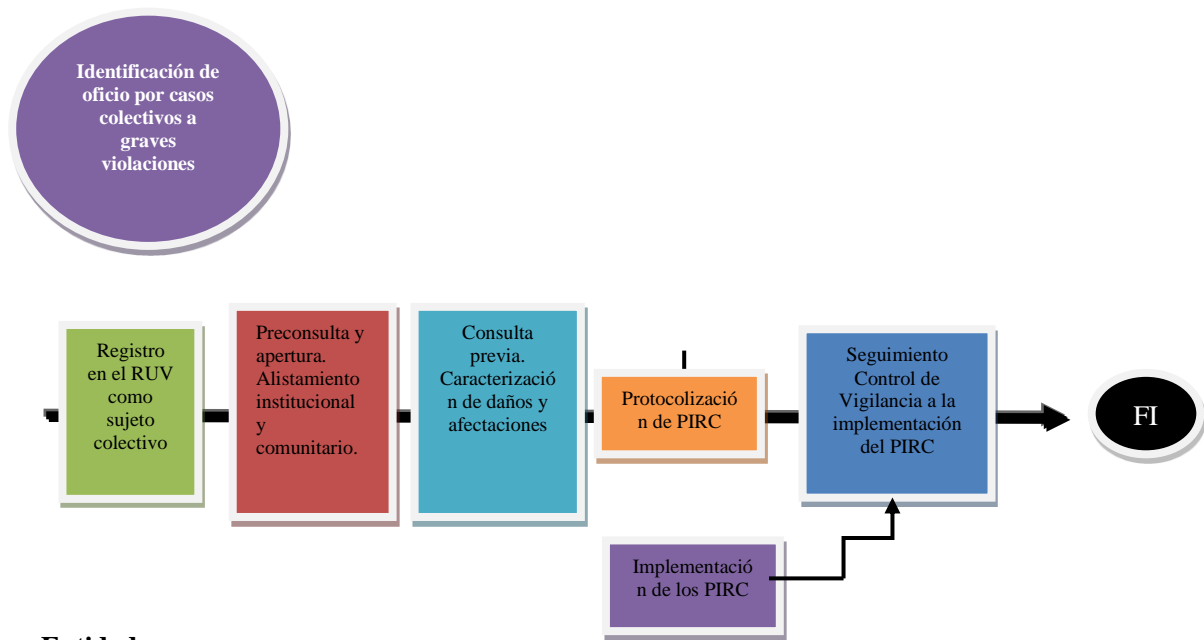 Identificación de
oficio por casos
colectivos a
graves
violaciones
Registro
en el RUV
como
sujeto
colectivo
Preconsulta y
apertura.
Alistamiento
institucional
y
comunitario.
Consulta
previa.
Caracterizació
n de daños y
afectaciones
Protocolizació
n de PIRC
Seguimiento
Control de
Vigilancia a la
implementación
del PIRC
FI
Implementació
n de los PIRC